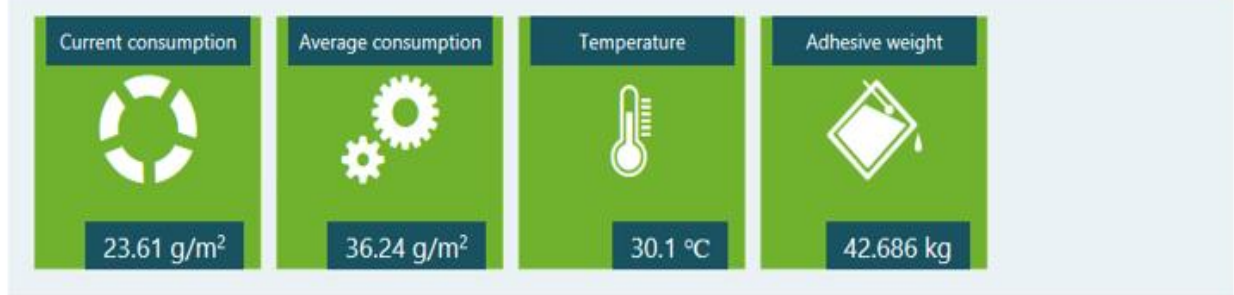 Current consumption
Average consumption
Temperature
Adhesive weight
23.61 g/m²
36.24 g/m²
30.1 °C
42.686 kg